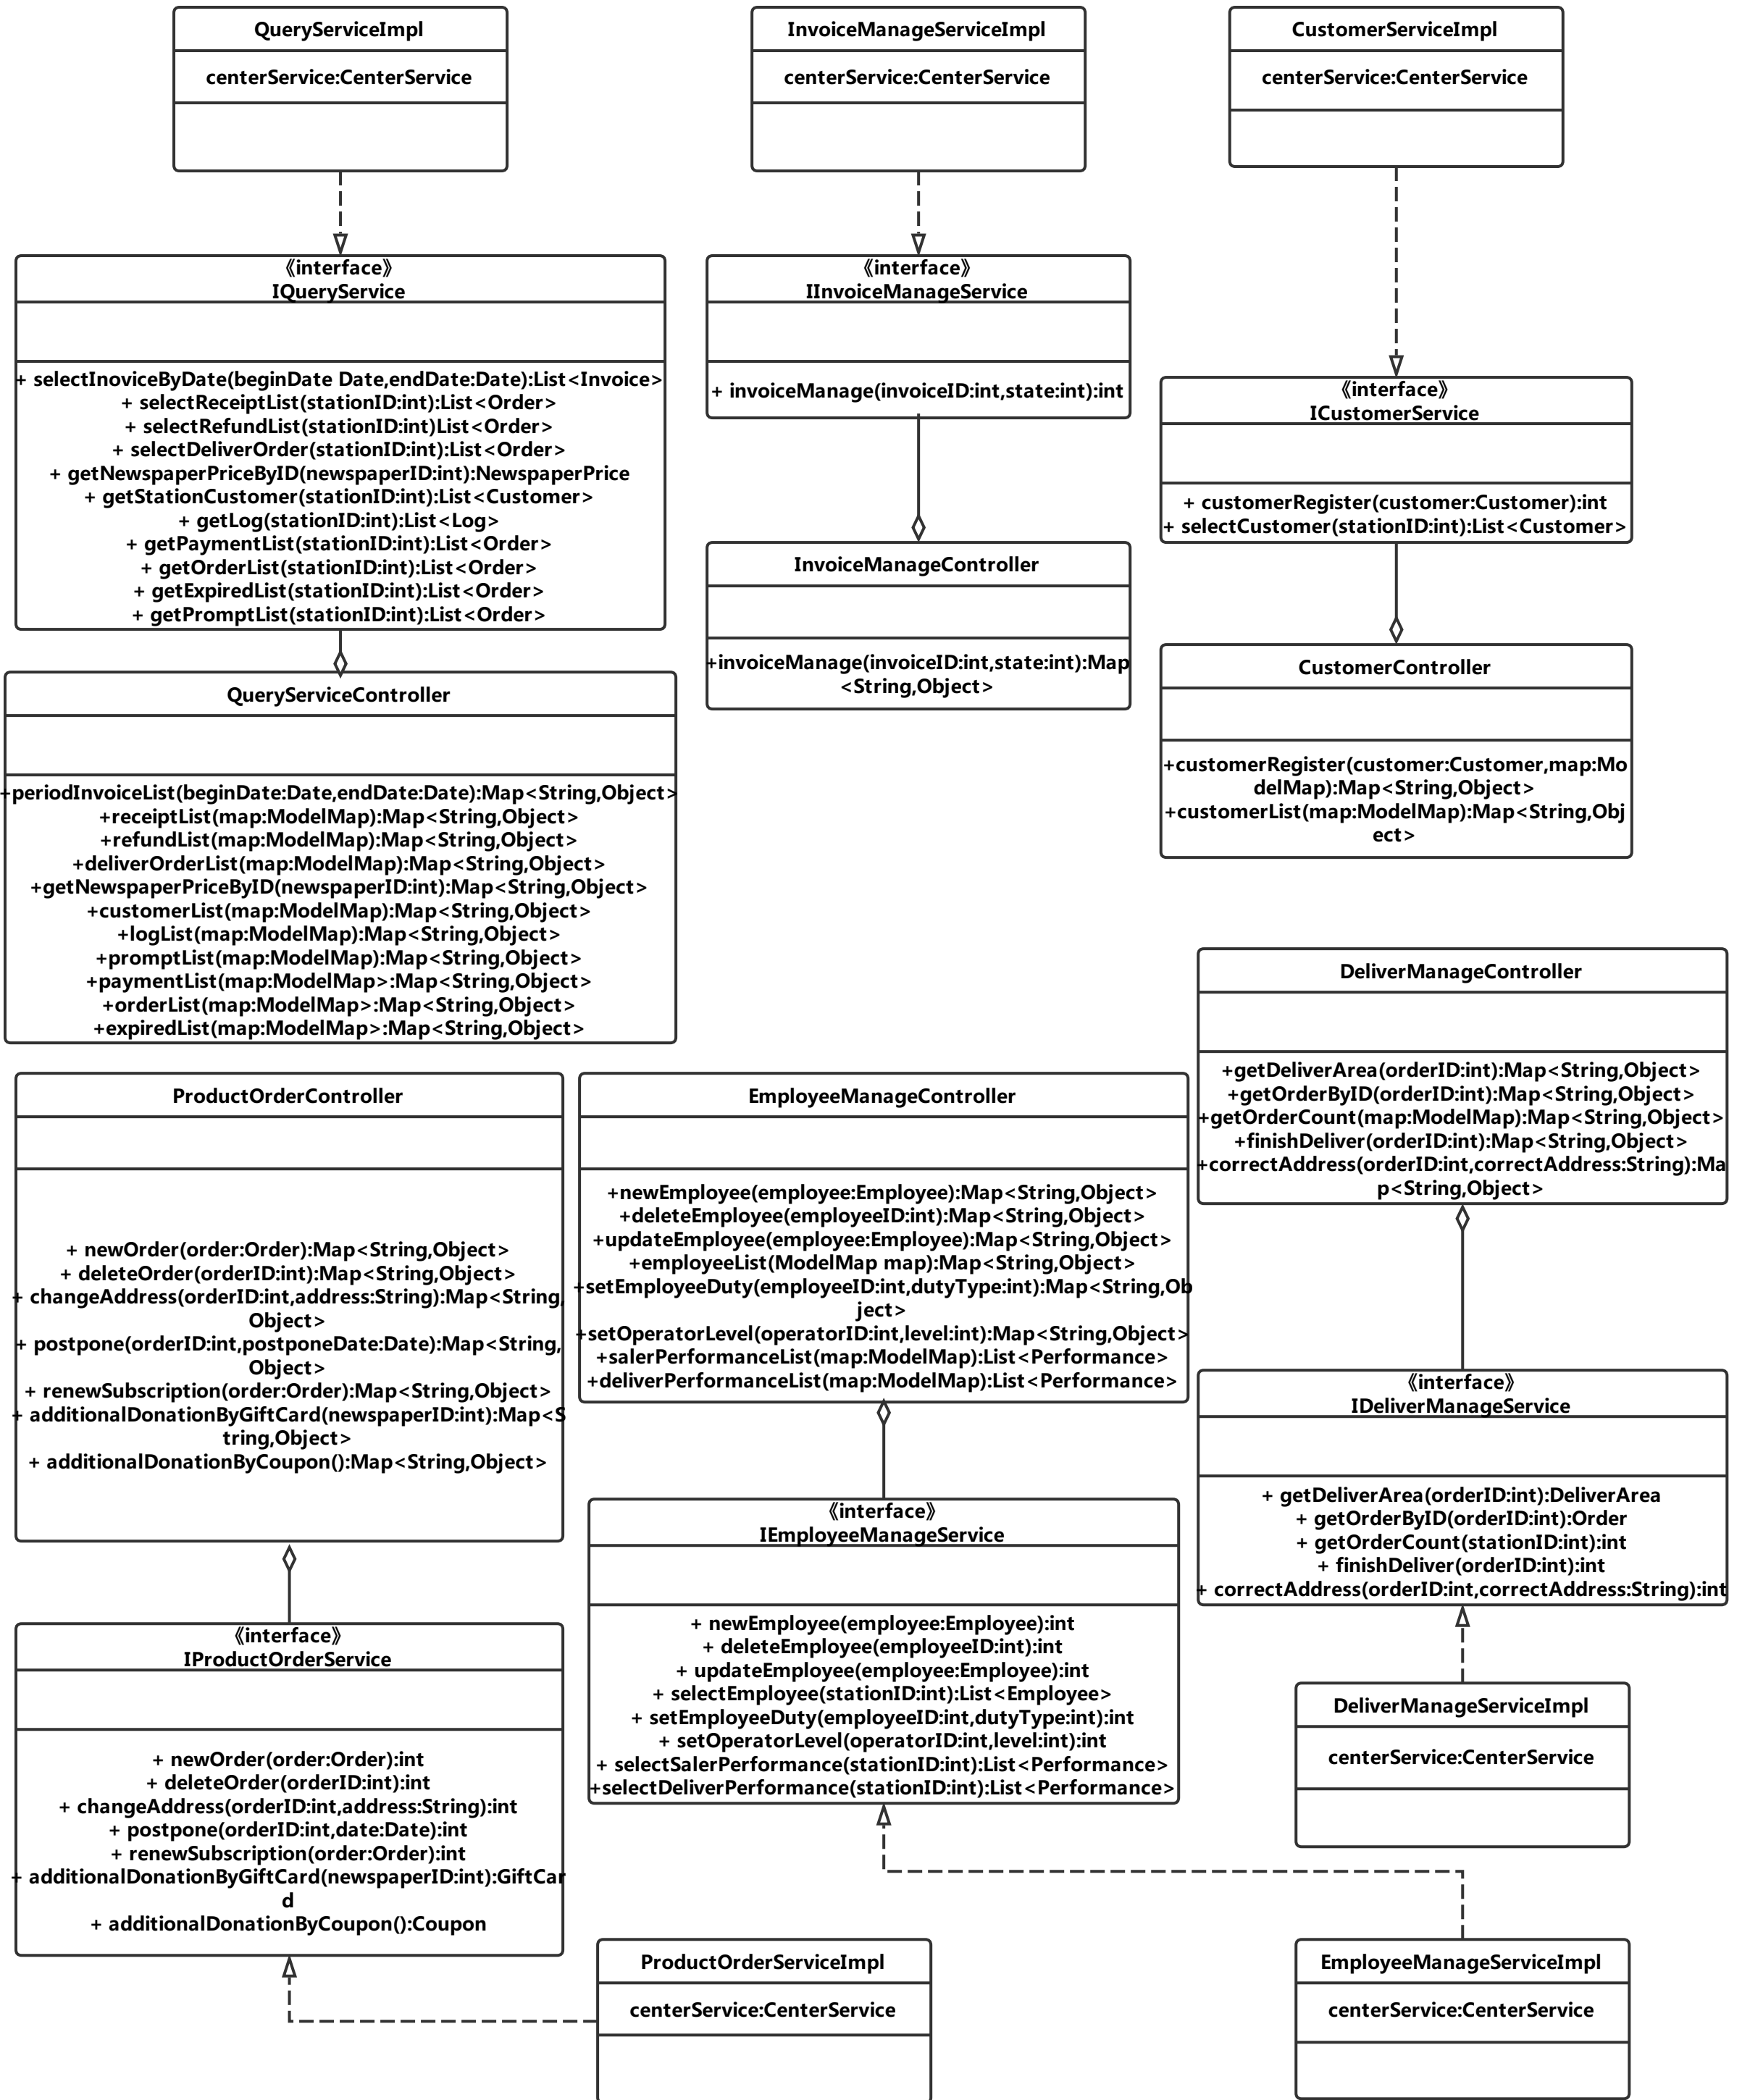 QueryServiceImpl
centerService:CenterService
InvoiceManageServiceImpl
centerService:CenterService
CustomerServiceImpl
centerService:CenterService
《interface》
IQueryService
+ selectInoviceByDate(beginDate Date,endDate:Date):List<Invoice>
+ selectReceiptList(stationID:int):List<Order>
+ selectRefundList(stationID:int)List<Order>
+ selectDeliverOrder(stationID:int):List<Order>
+ getNewspaperPriceByID(newspaperID:int):NewspaperPrice
+ getStationCustomer(stationID:int):List<Customer>
+ getLog(stationID:int):List<Log>
+ getPaymentList(stationID:int):List<Order>
+ getOrderList(stationID:int):List<Order>
+ getExpiredList(stationID:int):List<Order>
+ getPromptList(stationID:int):List<Order>
《interface》
IInvoiceManageService
+ invoiceManage(invoiceID:int,state:int):int
《interface》
ICustomerService
+ customerRegister(customer:Customer):int
+ selectCustomer(stationID:int):List<Customer>
QueryServiceController
+periodInvoiceList(beginDate:Date,endDate:Date):Map<String,Object>
+receiptList(map:ModelMap):Map<String,Object>
+refundList(map:ModelMap):Map<String,Object>
+deliverOrderList(map:ModelMap):Map<String,Object>
+getNewspaperPriceByID(newspaperID:int):Map<String,Object>
+customerList(map:ModelMap):Map<String,Object>
+logList(map:ModelMap):Map<String,Object>
+promptList(map:ModelMap):Map<String,Object>
+paymentList(map:ModelMap>:Map<String,Object>
+orderList(map:ModelMap>:Map<String,Object>
+expiredList(map:ModelMap>:Map<String,Object>
InvoiceManageController
+invoiceManage(invoiceID:int,state:int):Map
<String,Object>
CustomerController
+customerRegister(customer:Customer,map:Mo
delMap):Map<String,Object>
+customerList(map:ModelMap):Map<String,Obj
ect>
DeliverManageController
+getDeliverArea(orderID:int):Map<String,Object>
+getOrderByID(orderID:int):Map<String,Object>
+getOrderCount(map:ModelMap):Map<String,Object>
+finishDeliver(orderID:int):Map<String,Object>
+correctAddress(orderID:int,correctAddress:String):Ma
p<String,Object>
ProductOrderController
+ newOrder(order:Order):Map<String,Object>
+ deleteOrder(orderID:int):Map<String,Object>
+ changeAddress(orderID:int,address:String):Map<String,
Object>
+ postpone(orderID:int,postponeDate:Date):Map<String,
Object>
+ renewSubscription(order:Order):Map<String,Object>
+ additionalDonationByGiftCard(newspaperID:int):Map<S
tring,Object>
+ additionalDonationByCoupon():Map<String,Object>
EmployeeManageController
+newEmployee(employee:Employee):Map<String,Object>
+deleteEmployee(employeeID:int):Map<String,Object>
+updateEmployee(employee:Employee):Map<String,Object>
+employeeList(ModelMap map):Map<String,Object>
+setEmployeeDuty(employeeID:int,dutyType:int):Map<String,Ob
ject>
+setOperatorLevel(operatorID:int,level:int):Map<String,Object>
+salerPerformanceList(map:ModelMap):List<Performance>
+deliverPerformanceList(map:ModelMap):List<Performance>
《interface》
IDeliverManageService
+ getDeliverArea(orderID:int):DeliverArea
+ getOrderByID(orderID:int):Order
+ getOrderCount(stationID:int):int
+ finishDeliver(orderID:int):int
+ correctAddress(orderID:int,correctAddress:String):int
《interface》
IEmployeeManageService
+ newEmployee(employee:Employee):int
+ deleteEmployee(employeeID:int):int
+ updateEmployee(employee:Employee):int
+ selectEmployee(stationID:int):List<Employee>
+ setEmployeeDuty(employeeID:int,dutyType:int):int
+ setOperatorLevel(operatorID:int,level:int):int
+ selectSalerPerformance(stationID:int):List<Performance>
+selectDeliverPerformance(stationID:int):List<Performance>
《interface》
IProductOrderService
+ newOrder(order:Order):int
+ deleteOrder(orderID:int):int
+ changeAddress(orderID:int,address:String):int
+ postpone(orderID:int,date:Date):int
+ renewSubscription(order:Order):int
+ additionalDonationByGiftCard(newspaperID:int):GiftCar
d
+ additionalDonationByCoupon():Coupon
DeliverManageServiceImpl
centerService:CenterService
ProductOrderServiceImpl
centerService:CenterService
EmployeeManageServiceImpl
centerService:CenterService